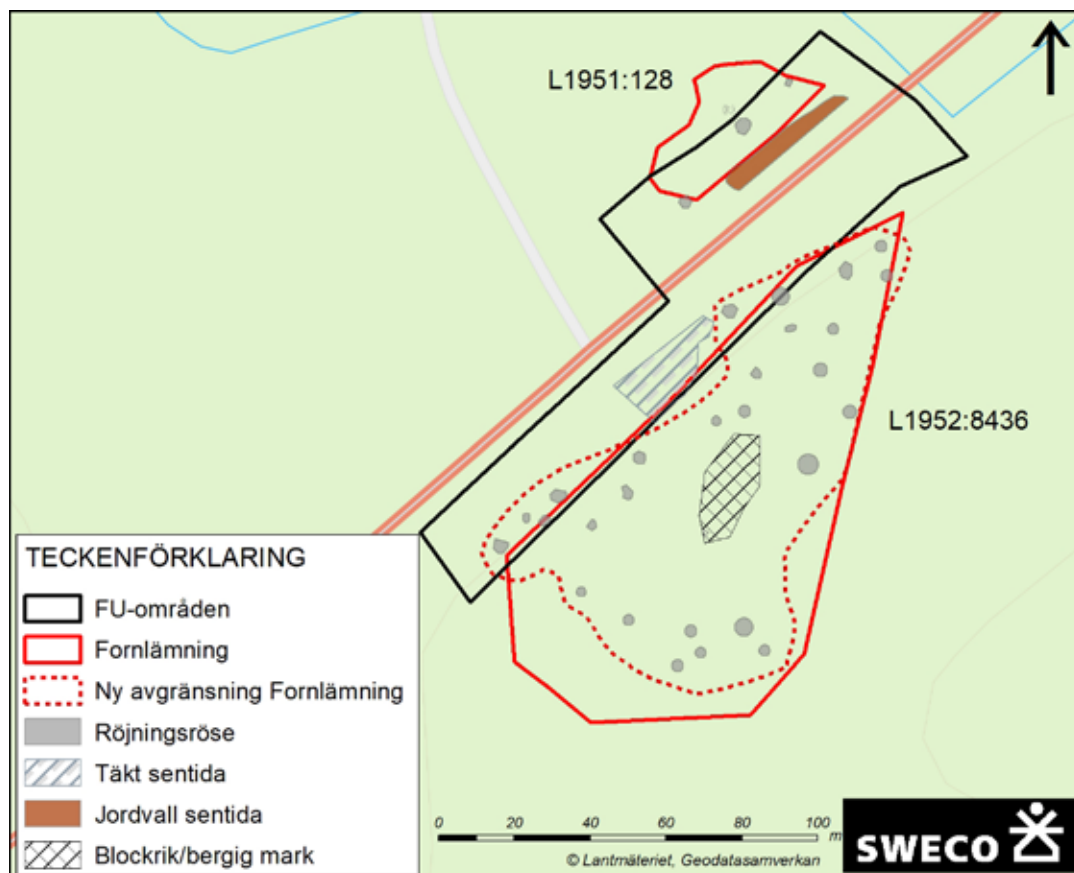 L1951:128
L1952:8436
TECKENFÖRKLARING
FU-områden
Fornlämning
Ny avgränsning Fornlämning
Röjningsröse
Täkt sentida
Jordvall sentida
Blockrik/bergig mark
0 20 40 60 80 100
m
© Lantmäteriet, Geodatasamverkan
SWECO